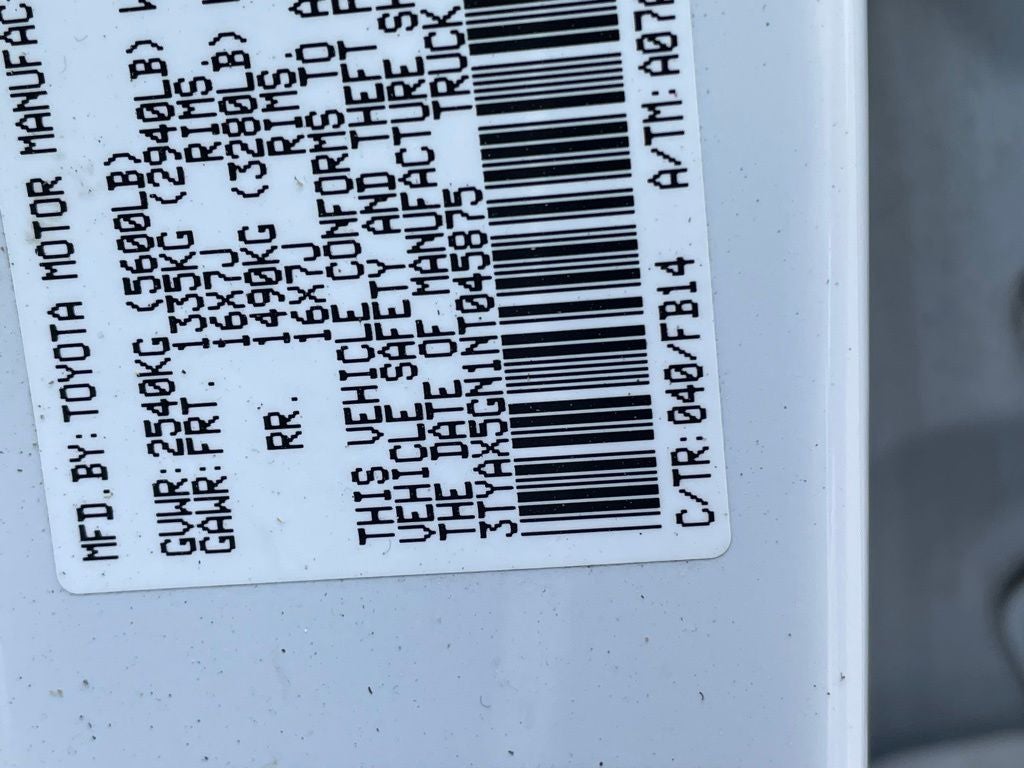 MFD.BY: TOYOTA MOTOR MANUFAC
GVWR: 2540KG (5600LB)
GAWR: FRT. 1335KG (2940LB)
16X7J RIMS,
RR. 1490KG (3280LB)
16X7J RIMS,
THIS VEHICLE CONFORMS TO A
VEHICLE SAFETY AND THEFT
THE DATE OF MANUFACTURE SH
3TYAX5GN1NT045875 TRUCK
C/TR: 040/FB14 A/TM: A07